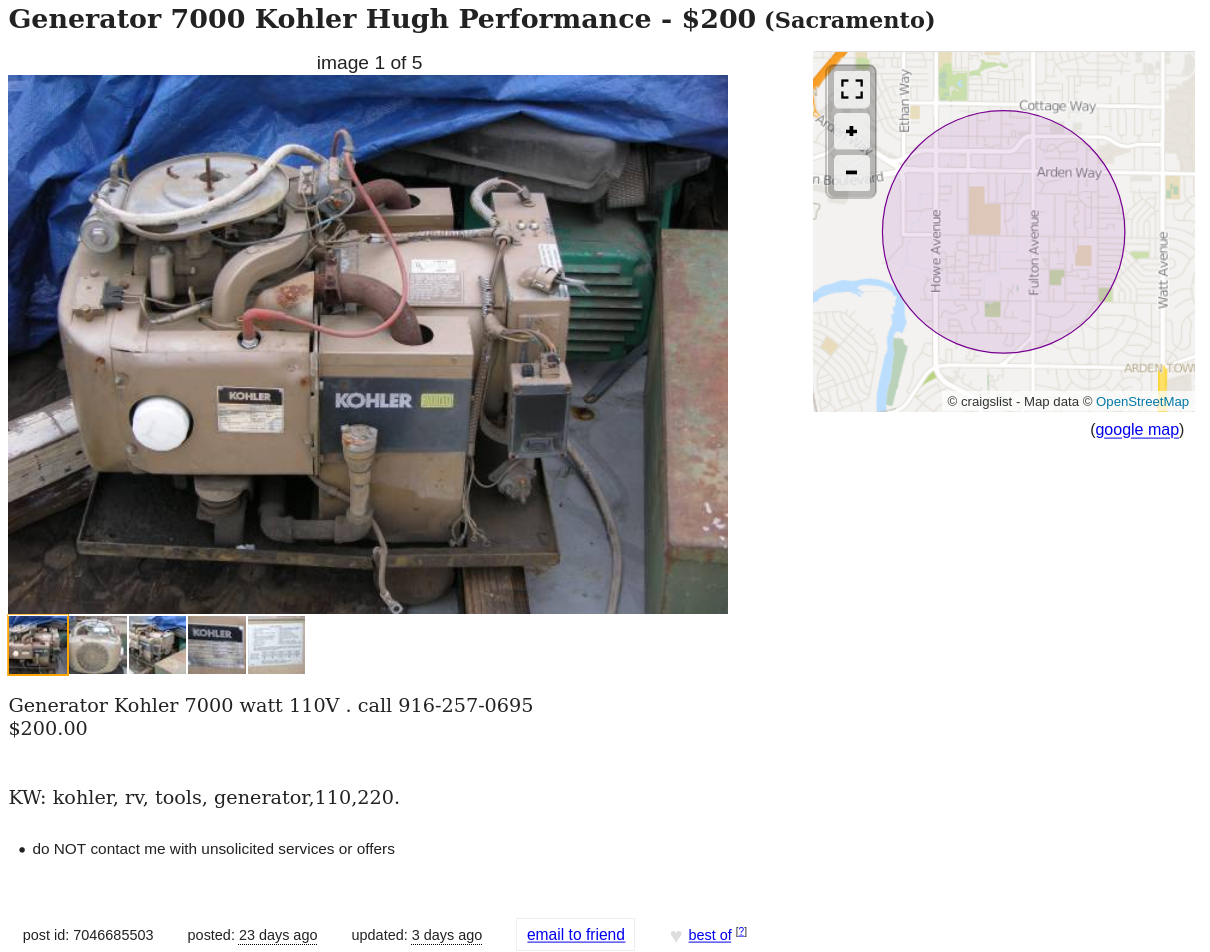 Generator 7000 Kohler Hugh Performance - $200 (Sacramento)
image 1 of 5
KOHLER
KOHLER
KOHLER
Ethan Way
Cottage Way
Arden Way
Howe Avenue
Fulton Avenue
Watt Avenue
ARDEN TOW
© craigslist - Map data © OpenStreetMap
(google map)
Generator Kohler 7000 watt 110V . call 916-257-0695
$200.00
KW: kohler, rv, tools, generator,110,220.
• do NOT contact me with unsolicited services or offers
post id: 7046685503 posted: 23 days ago updated: 3 days ago email to friend ♥ best of [?]